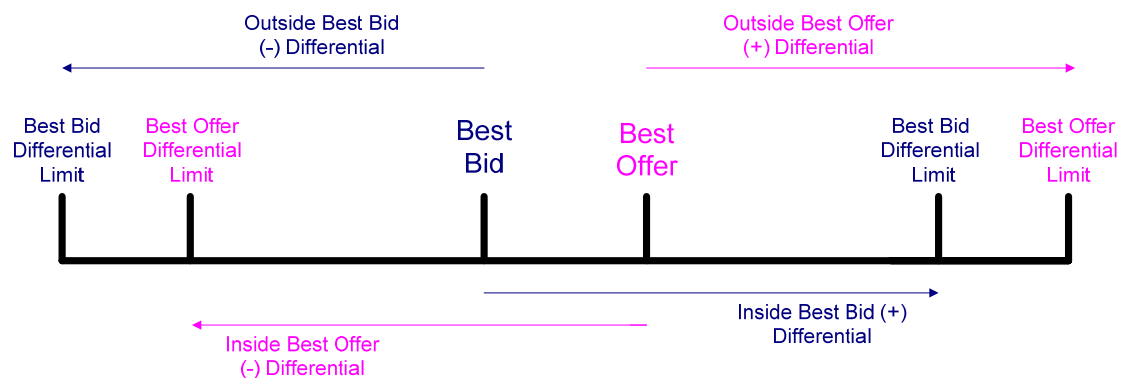 Outside Best Bid
(-) Differential
Outside Best Offer
(+) Differential
Best Bid
Differential
Limit
Best Offer
Differential
Limit
Best
Bid
Best
Offer
Best Bid
Differential
Limit
Best Offer
Differential
Limit
Inside Best Bid (+)
Differential
Inside Best Offer
(-) Differential